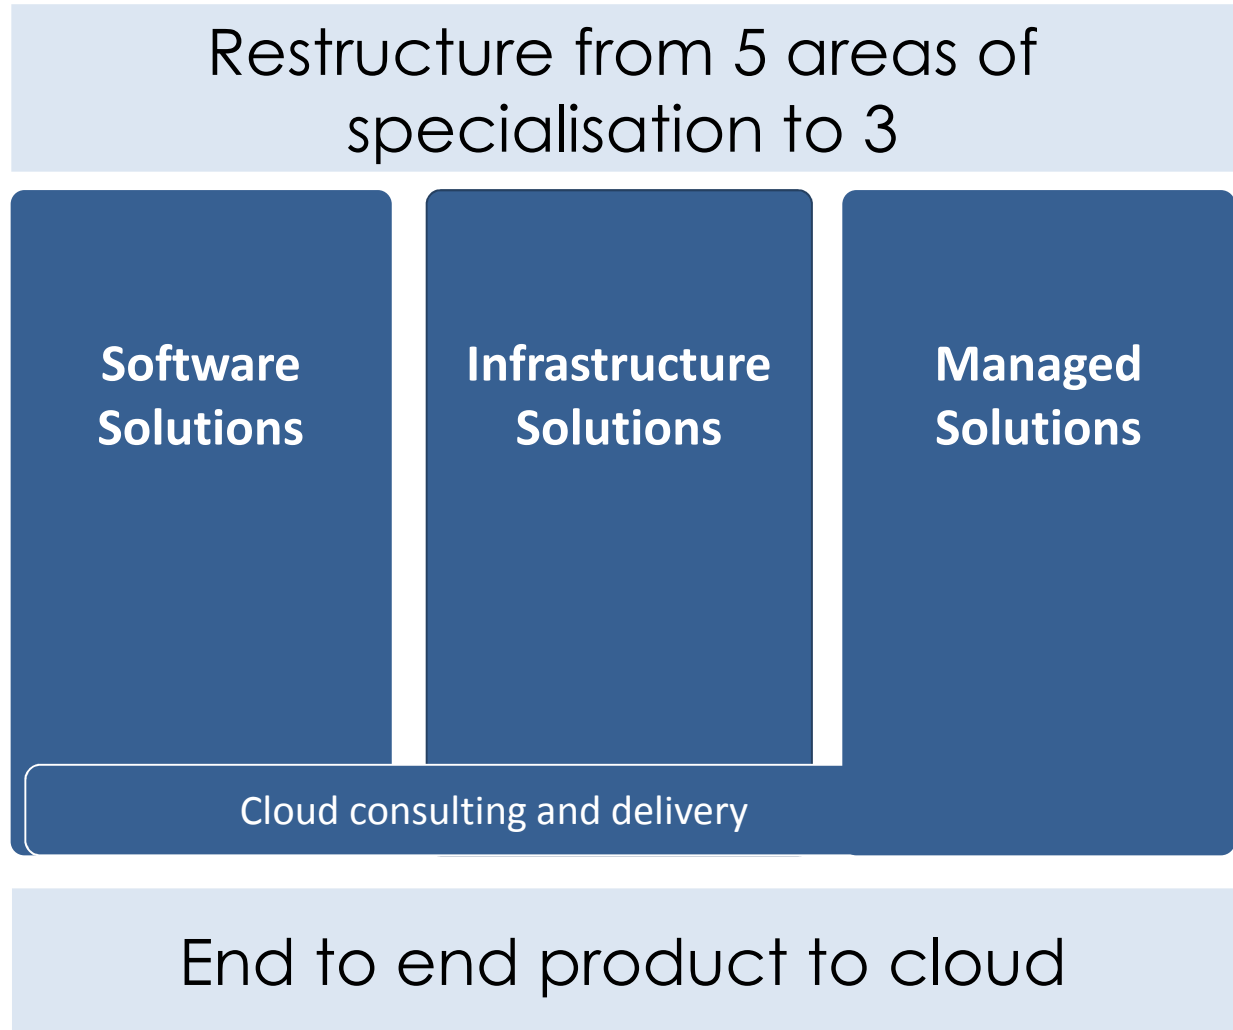 Restructure from 5 areas of
specialisation to 3
Software
Solutions
Infrastructure
Solutions
Managed
Solutions
Cloud consulting and delivery
End to end product to cloud